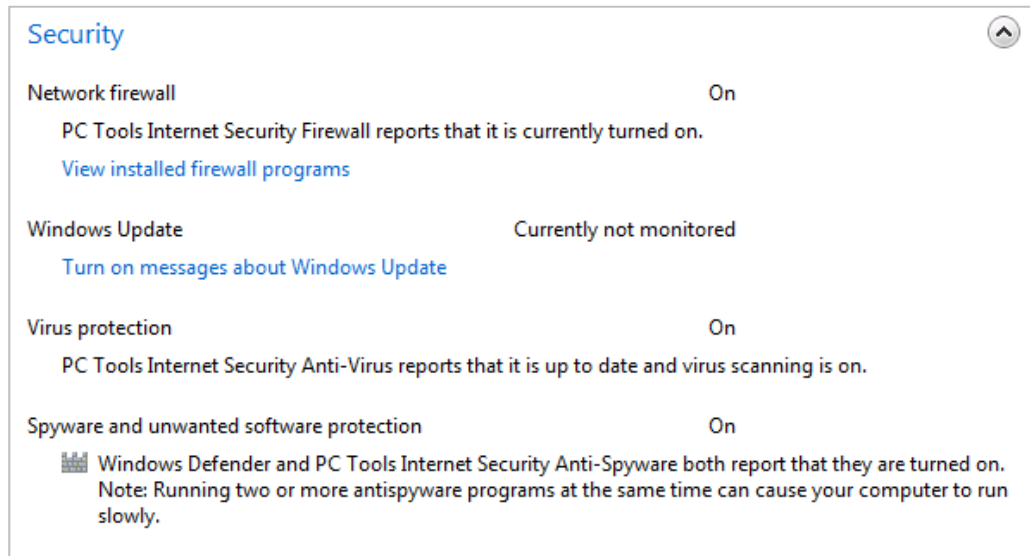 Security
Network firewall On
PC Tools Internet Security Firewall reports that it is currently turned on.
View installed firewall programs
Windows Update Currently not monitored
Turn on messages about Windows Update
Virus protection On
PC Tools Internet Security Anti-Virus reports that it is up to date and virus scanning is on.
Spyware and unwanted software protection On
Windows Defender and PC Tools Internet Security Anti-Spyware both report that they are turned on.
Note: Running two or more antispyware programs at the same time can cause your computer to run
slowly.